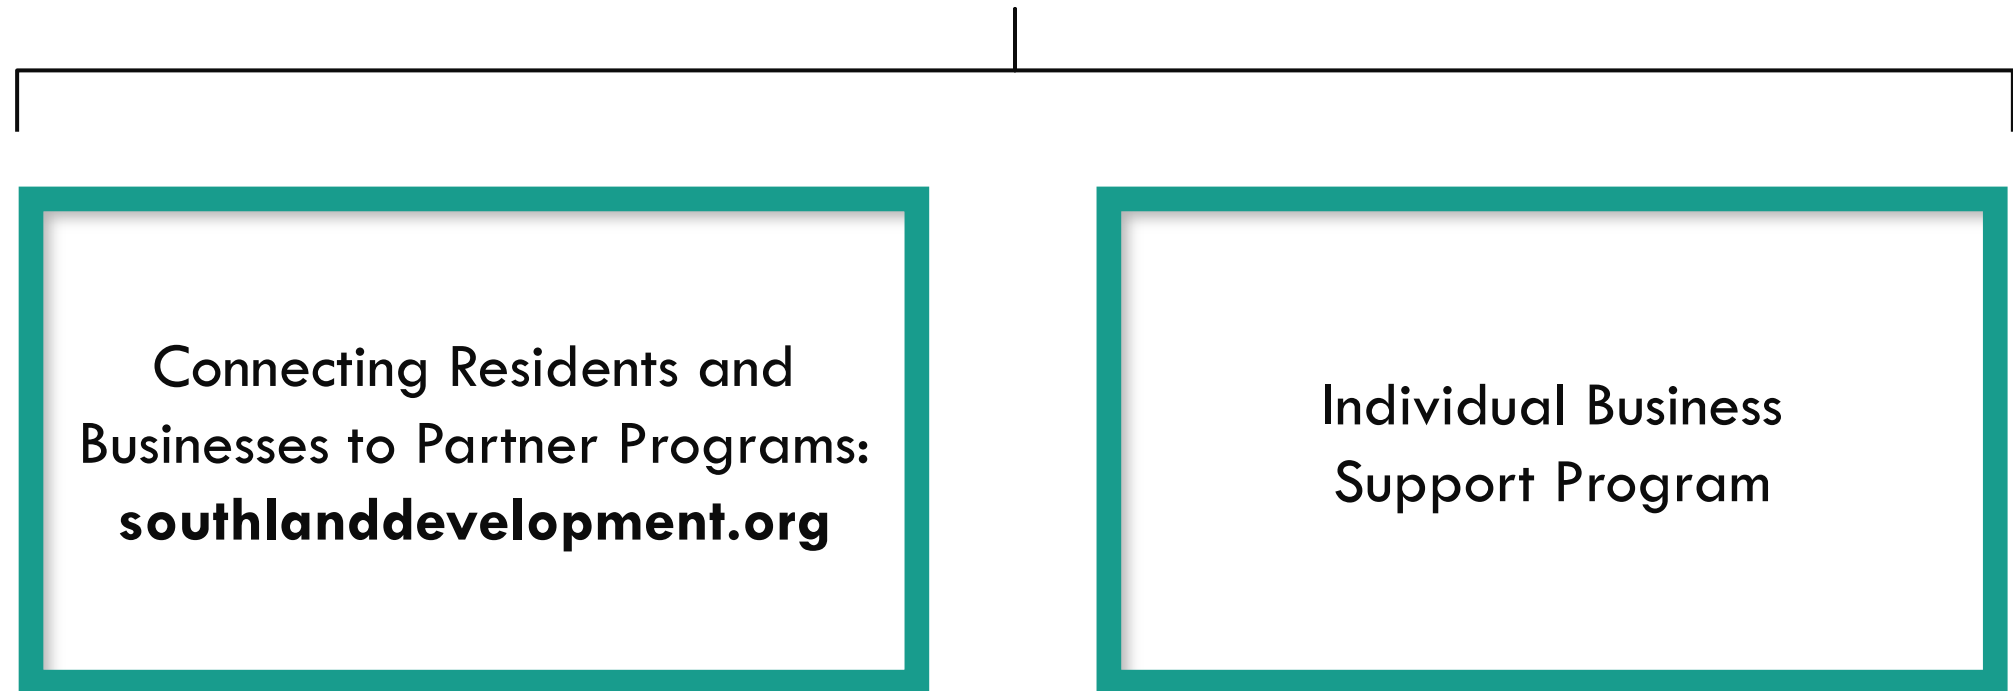 Connecting Residents and
Businesses to Partner Programs:
southlanddevelopment.org
Individual Business
Support Program